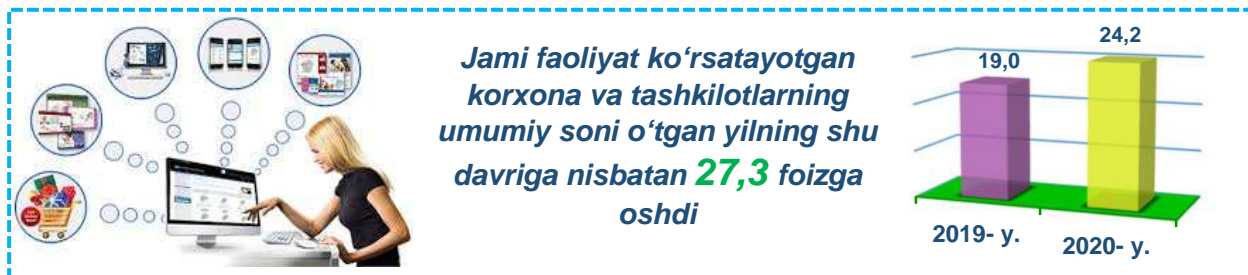 Jami faoliyat ko‘rsatayotgan
korxona va tashkilotlarning
umumiy soni o‘tgan yilning shu
davriga nisbatan 27,3 foizga
oshdi
19,0
24,2
2019- y.
2020- y.